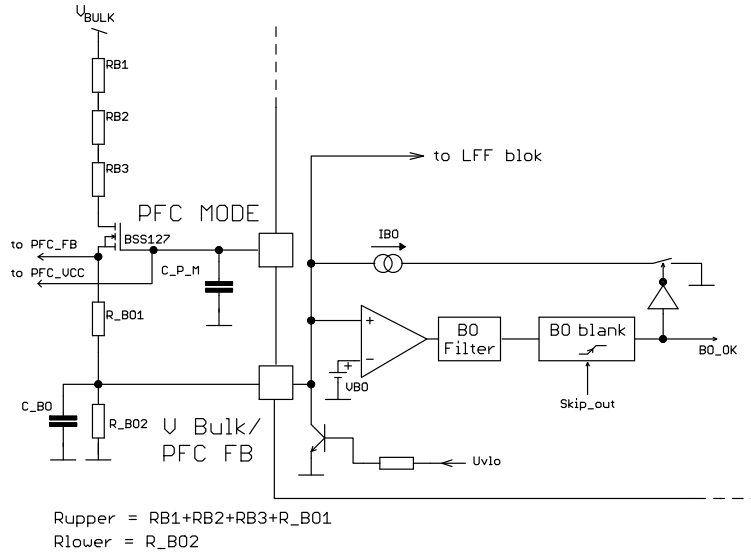 VBULK
RB1
RB2
RB3
to LFF blok
PFC MODE
IBO
to PFC_FB
BSS127
to PFC_VCC
C_P_M
R_BO1
+
BO
Filter
BO blank
-
+
VBO
BO_OK
Skip_out
C_BO
R_BO2
V Bulk/
PFC FB
Uvlo
Rupper = RB1+RB2+RB3+R_BO1
Rlower = R_BO2